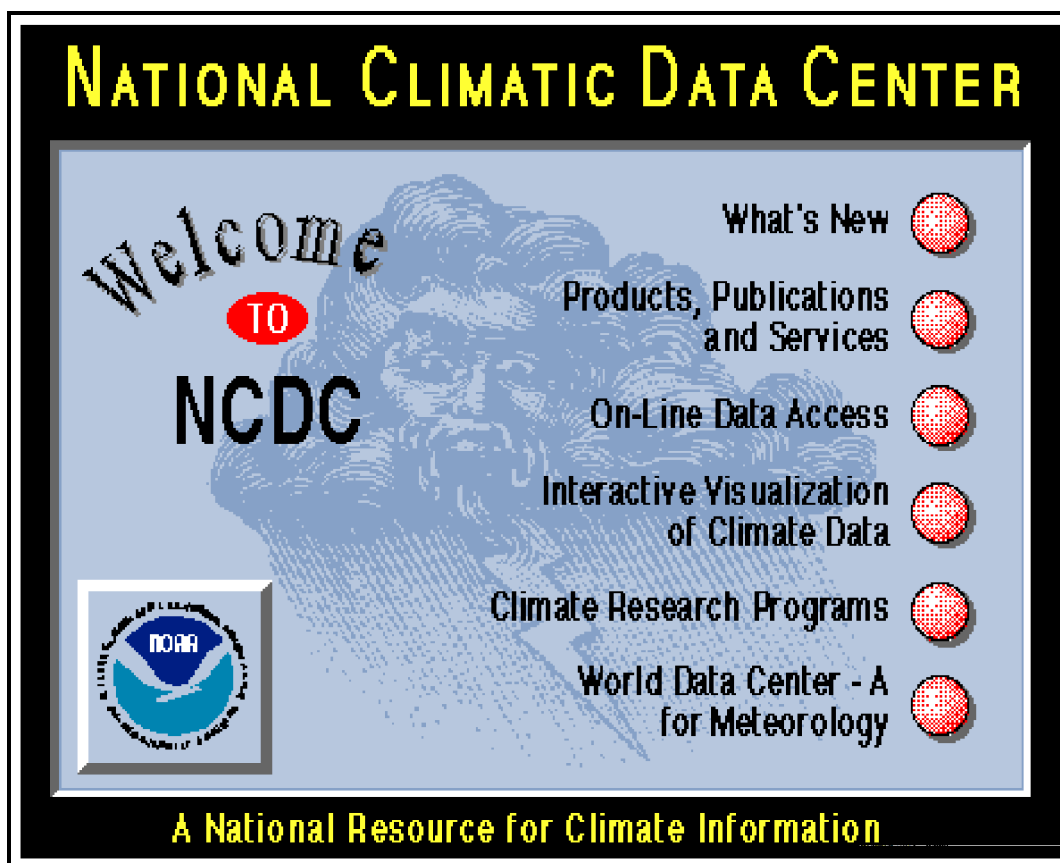 NATIONAL CLIMATIC DATA CENTER
Welcome
TO
NCDC
What's New
Products, Publications
and Services
On-Line Data Access
Interactive Visualization
of Climate Data
Climate Research Programs
World Data Center - A
for Meteorology
NOAA
A National Resource for Climate Information